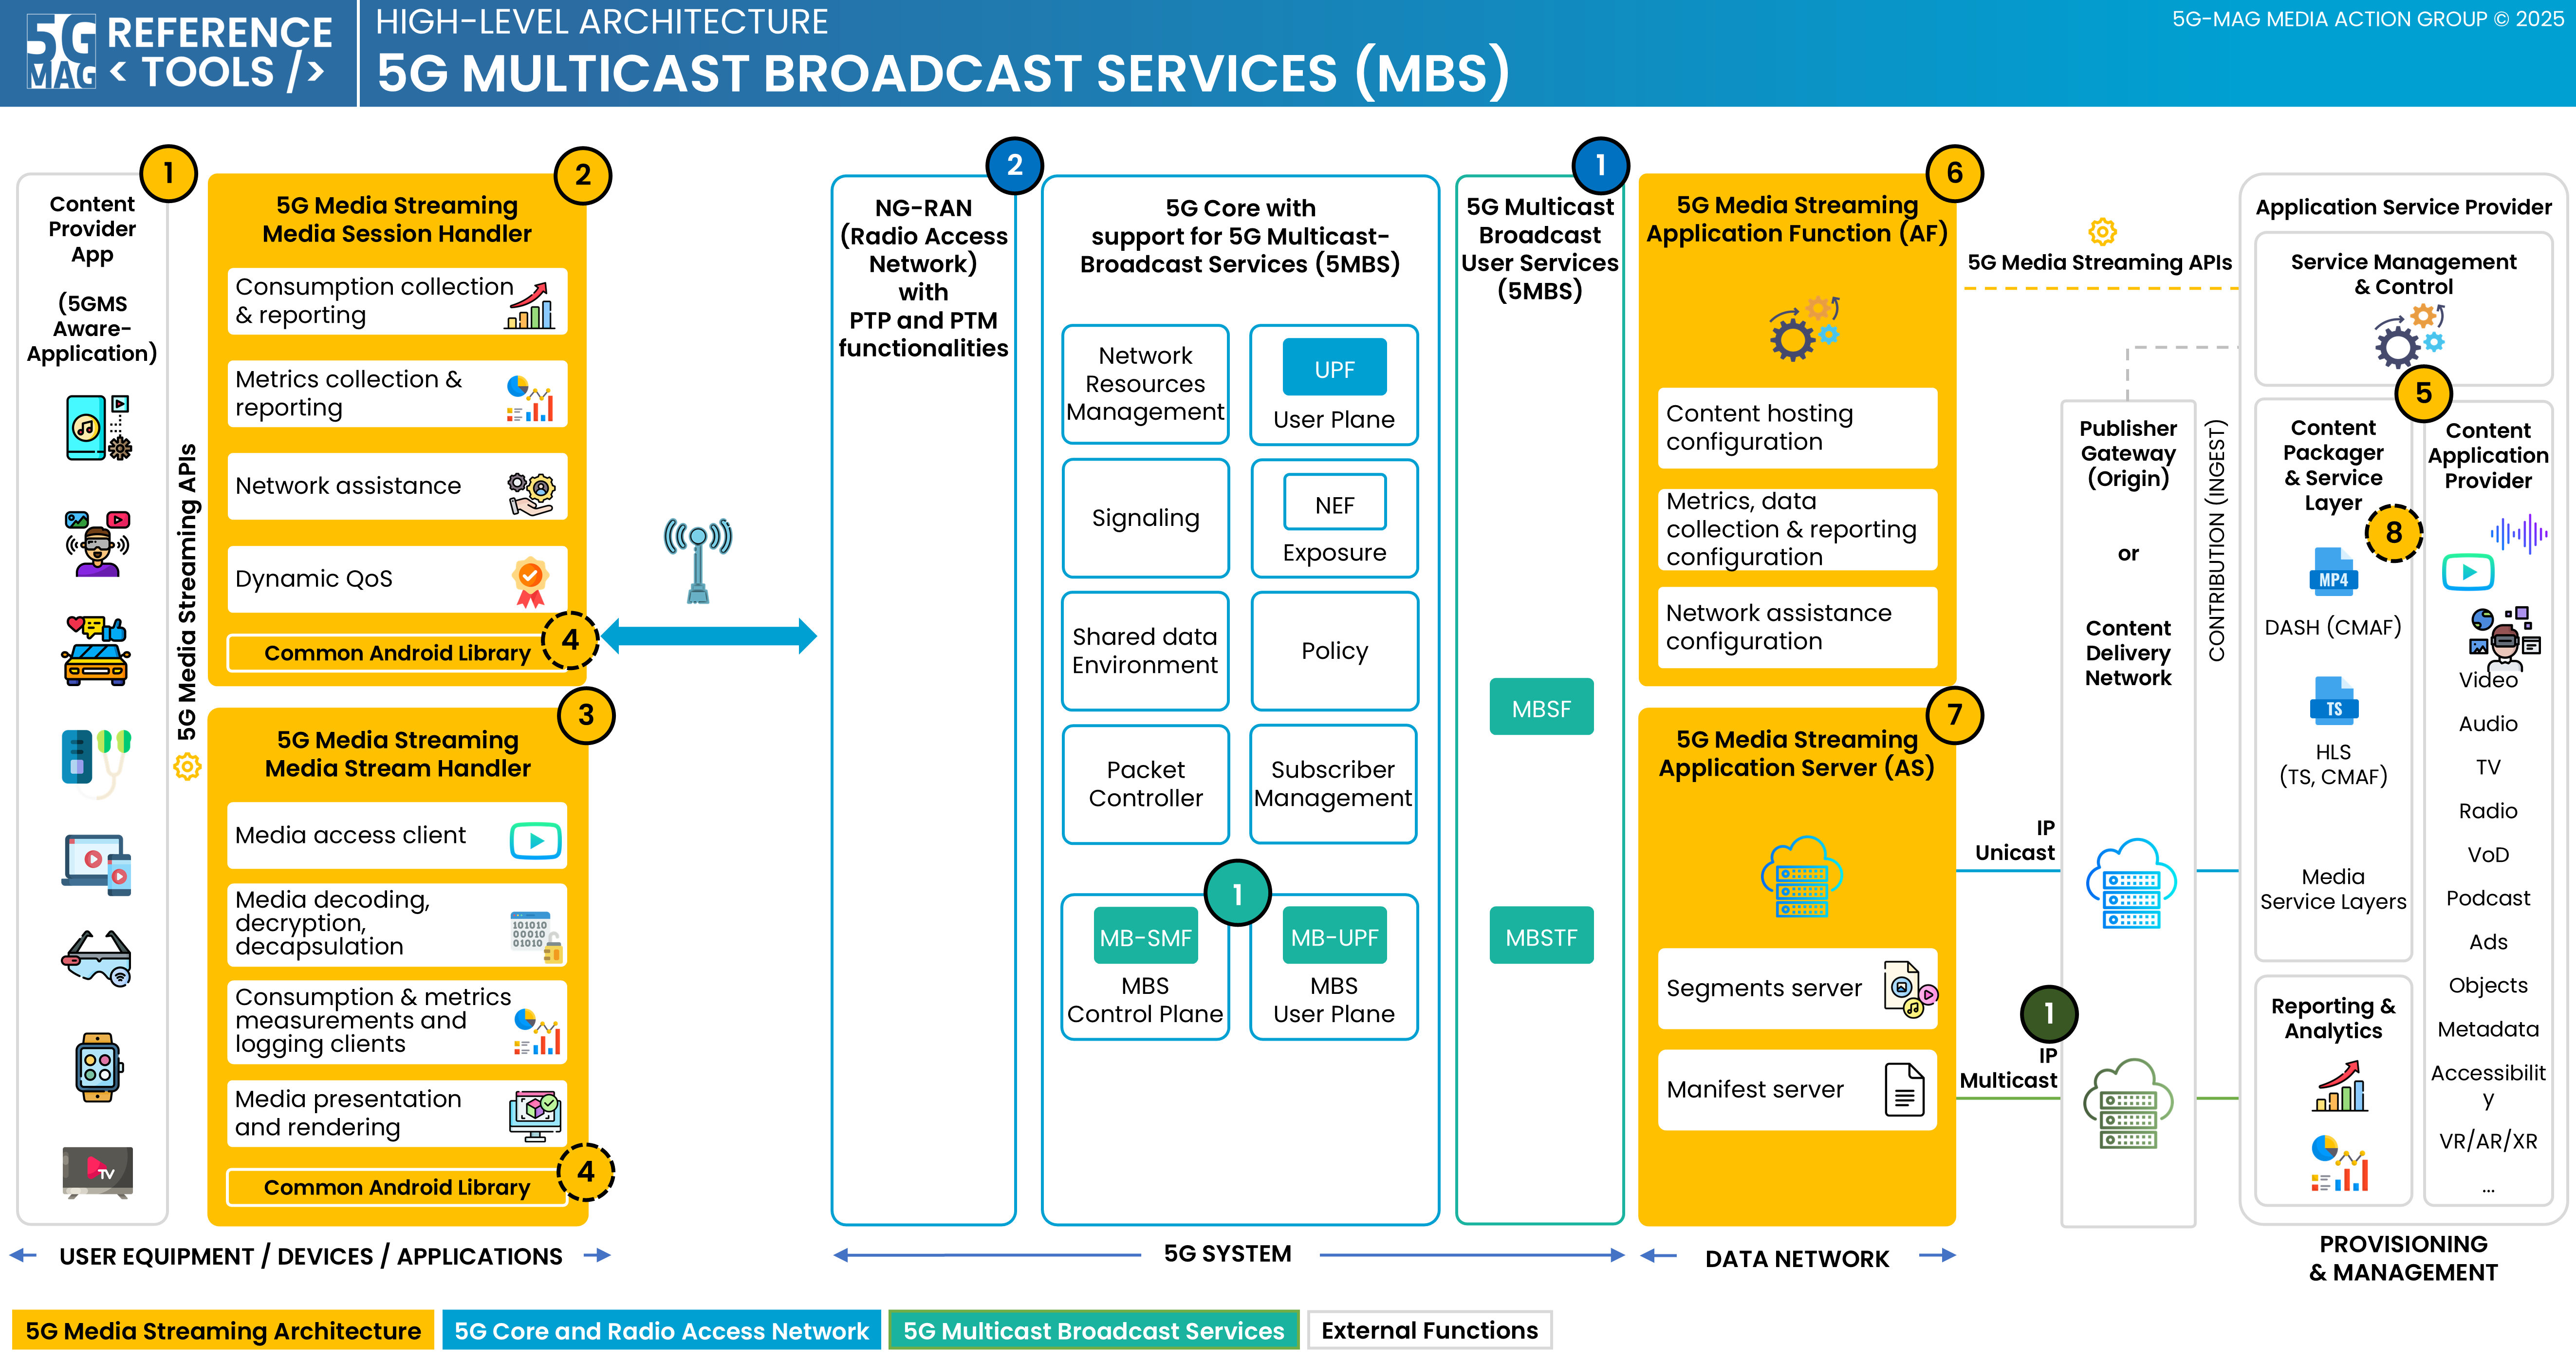 5G
MAG
REFERENCE
< TOOLS />
HIGH-LEVEL ARCHITECTURE
5G MULTICAST BROADCAST SERVICES (MBS)
5G-MAG MEDIA ACTION GROUP © 2025
1
Content
Provider
App
(5GMS
Aware-
Application)
TV
5G Media Streaming APIs
2
5G Media Streaming
Media Session Handler
Consumption collection
& reporting
Metrics collection &
reporting
Network assistance
Dynamic QoS
Common Android Library
4
3
5G Media Streaming
Media Stream Handler
Media access client
Media decoding,
decryption,
decapsulation
101010
00010
01010
Consumption & metrics
measurements and
logging clients
Media presentation
and rendering
Common Android Library
4
2
NG-RAN
(Radio Access
Network)
with
PTP and PTM
functionalities
5G Core with
support for 5G Multicast-
Broadcast Services (5MBS)
Network
Resources
Management
UPF
User Plane
Signaling
NEF
Exposure
Shared data
Environment
Policy
Packet
Controller
Subscriber
Management
1
MB-SMF
MBS
Control Plane
MB-UPF
MBS
User Plane
1
5G Multicast
Broadcast
User Services
(5MBS)
MBSF
MBSTF
6
5G Media Streaming
Application Function (AF)
Content hosting
configuration
Metrics, data
collection & reporting
configuration
Network assistance
configuration
7
5G Media Streaming
Application Server (AS)
Segments server
Manifest server
5G Media Streaming APIs
IP
Unicast
1
IP
Multicast
Publisher
Gateway
(Origin)
or
Content
Delivery
Network
CONTRIBUTION (INGEST)
Application Service Provider
Service Management
& Control
5
Content
Packager
& Service
Layer
8
MP4
DASH (CMAF)
TS
HLS
(TS, CMAF)
Media
Service Layers
Reporting &
Analytics
Content
Application
Provider
Video
Audio
TV
Radio
VoD
Podcast
Ads
Objects
Metadata
Accessibilit
y
VR/AR/XR
...
USER EQUIPMENT / DEVICES / APPLICATIONS
5G SYSTEM
DATA NETWORK
PROVISIONING
& MANAGEMENT
5G Media Streaming Architecture
5G Core and Radio Access Network
5G Multicast Broadcast Services
External Functions